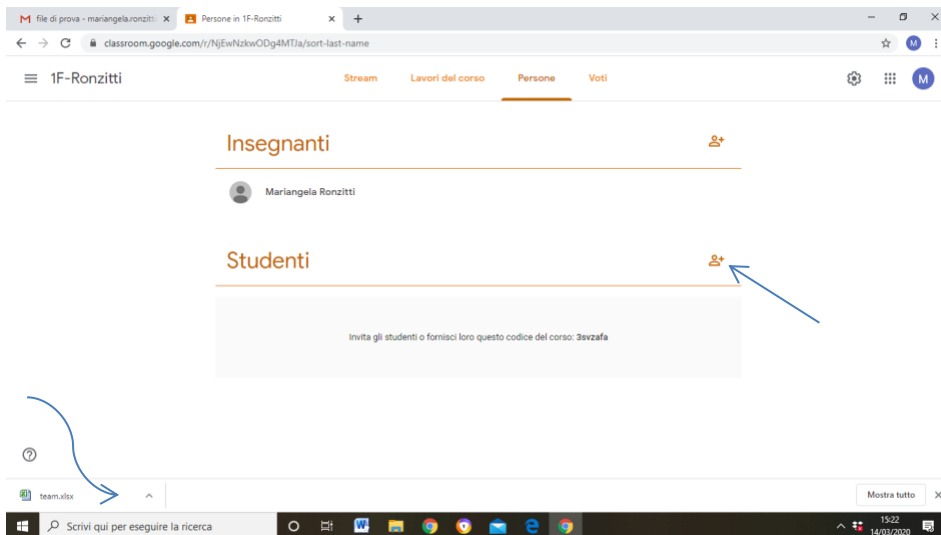 file di prova - mariangela.ronzitti
Persone in 1F-Ronzitti
classroom.google.com/r/NjEwNzkwODg4MTJa/sort-last-name
M
1F-Ronzitti
Stream
Lavori del corso
Persone
Voti
M
Insegnanti
Mariangela Ronzitti
Studenti
Invita gli studenti o fornisci loro questo codice del corso: 3svzafa
team.xlsx
Mostra tutto
Scrivi qui per eseguire la ricerca
15:22
14/03/2020